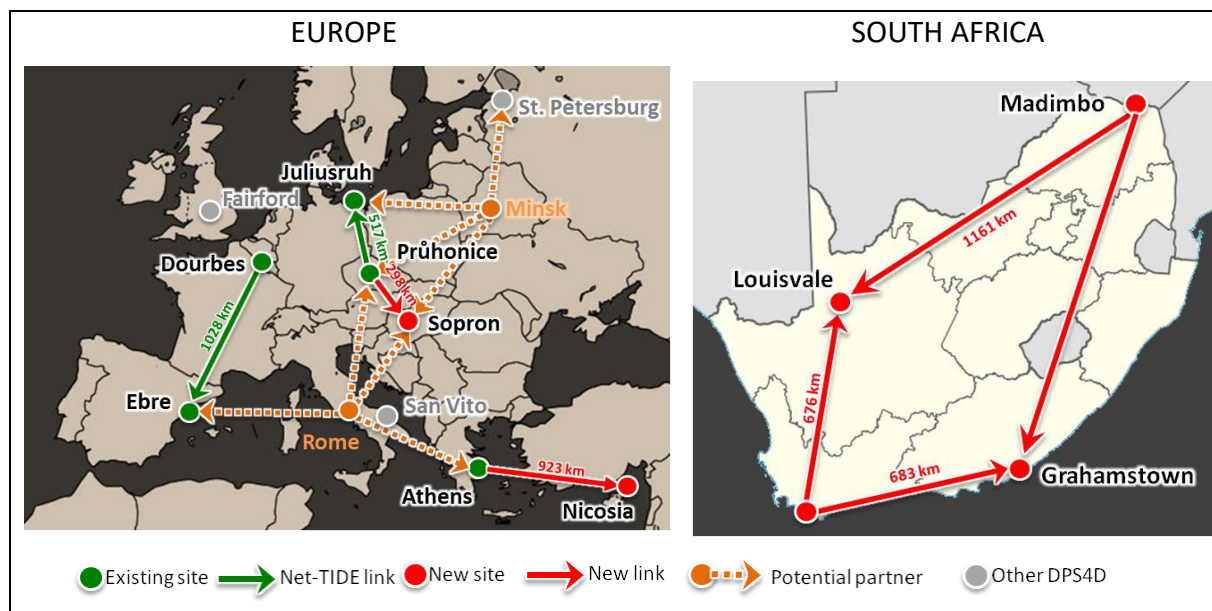 EUROPE
SOUTH AFRICA
St. Petersburg
Juliusruh
Fairford
Minsk
517 km
Průhonice
Dourbes
298 km
Sopron
1028 km
Ebre
San Vito
Rome
923 km
Athens
Nicosia
Madimbo
1161 km
Louisvale
676 km
683 km
Grahamstown
Existing site
Net-TIDE link
New site
New link
Potential partner
Other DPS4D